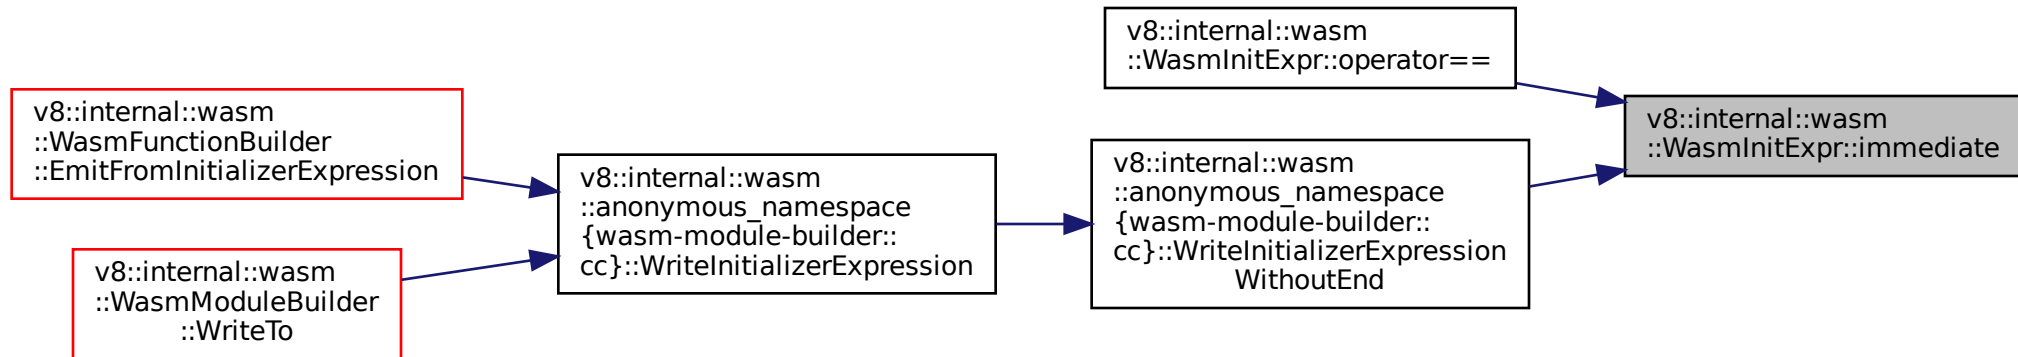 v8::internal::wasm
::WasmInitExpr::operator==
v8::internal::wasm
::WasmFunctionBuilder
::EmitFromInitializerExpression
v8::internal::wasm
::WasmInitExpr::immediate
v8::internal::wasm
::anonymous_namespace
{wasm-module-builder::
cc}::WriteInitializerExpression
v8::internal::wasm
::anonymous_namespace
{wasm-module-builder::
cc}::WriteInitializerExpression
WithoutEnd
v8::internal::wasm
::WasmModuleBuilder
::WriteTo